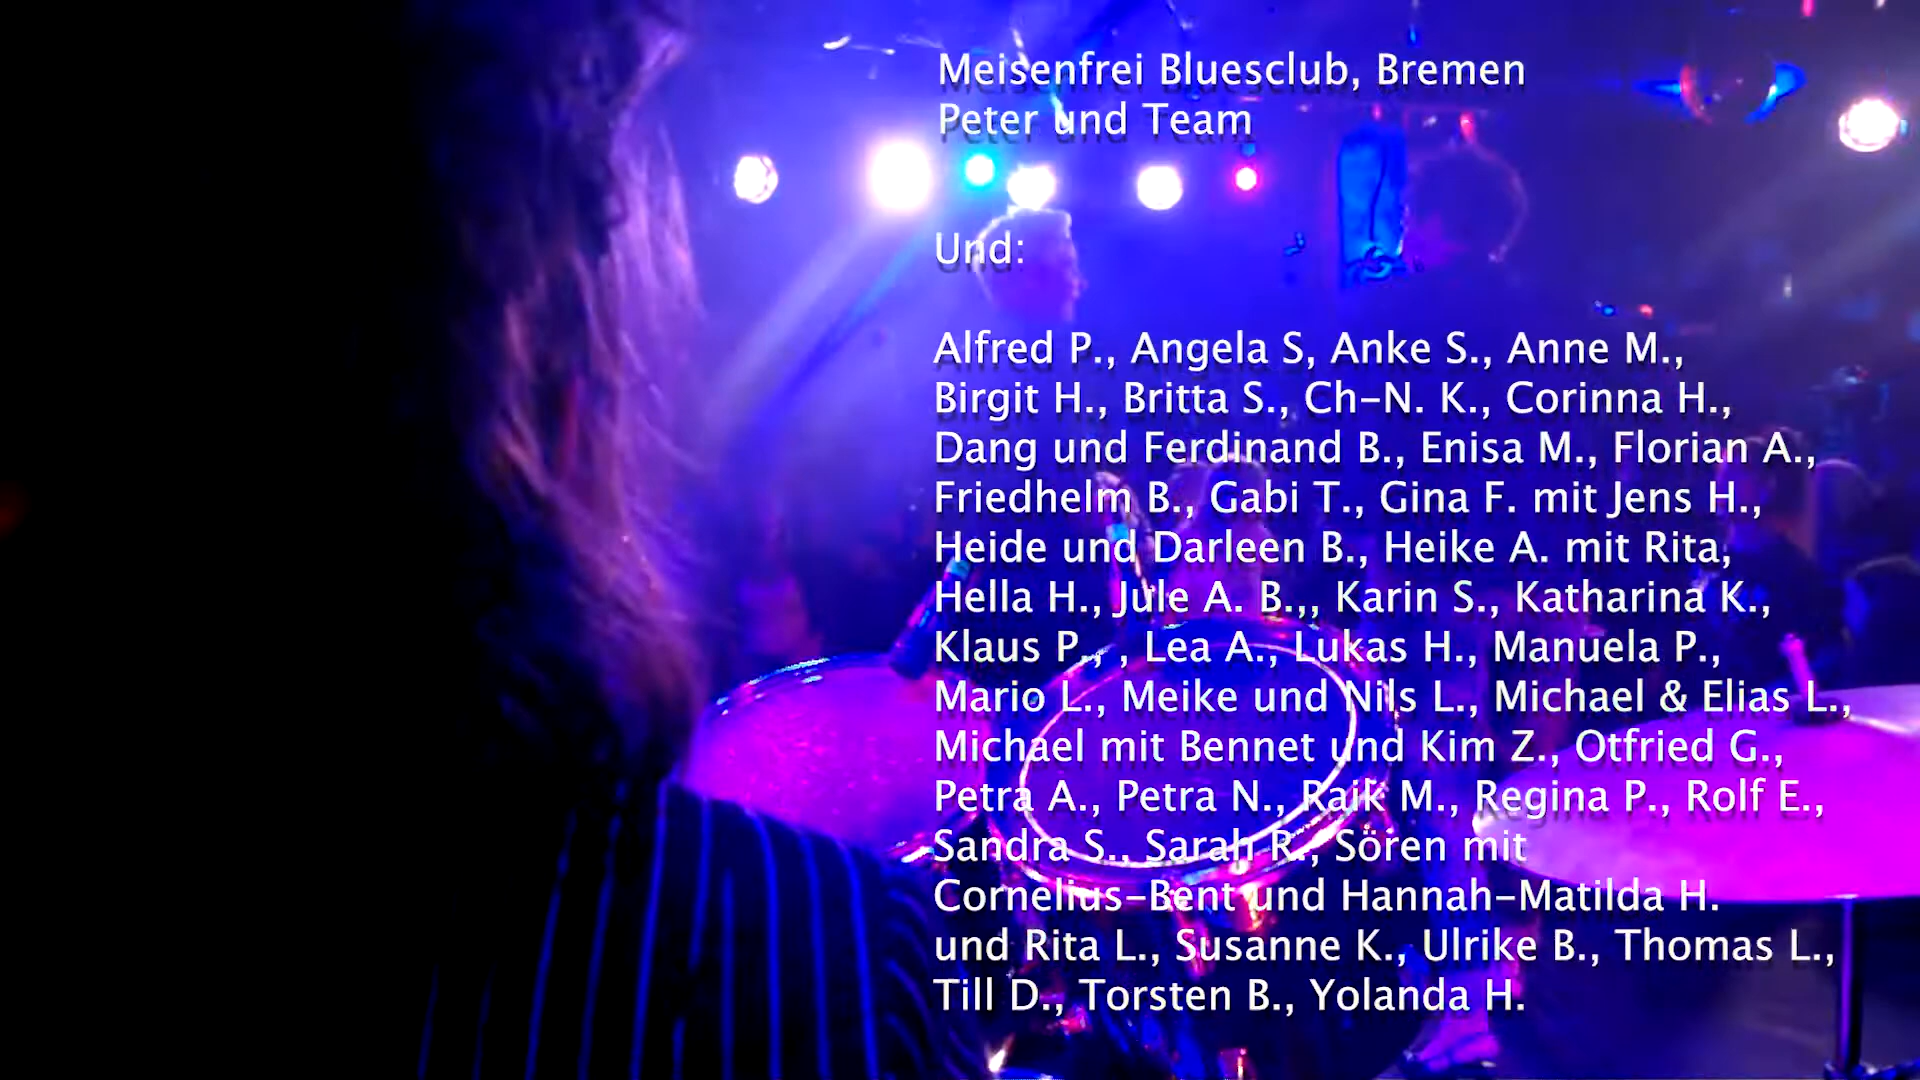 Meisenfrei Bluesclub, Bremen
Peter und Team
Und:
Alfred P., Angela S, Anke S., Anne M.,
Birgit H., Britta S., Ch-N. K., Corinna H.,
Dang und Ferdinand B., Enisa M., Florian A.,
Friedhelm B., Gabi T., Gina F. mit Jens H.,
Heide und Darleen B., Heike A. mit Rita,
Hella H., Jule A. B.,, Karin S., Katharina K.,
Klaus P., , Lea A., Lukas H., Manuela P.,
Mario L., Meike und Nils L., Michael & Elias L.,
Michael mit Bennet und Kim Z., Otfried G.,
Petra A., Petra N., Raik M., Regina P., Rolf E.,
Sandra S., Sarah R., Sören mit
Cornelius-Bent und Hannah-Matilda H.
und Rita L., Susanne K., Ulrike B., Thomas L.,
Till D., Torsten B., Yolanda H.